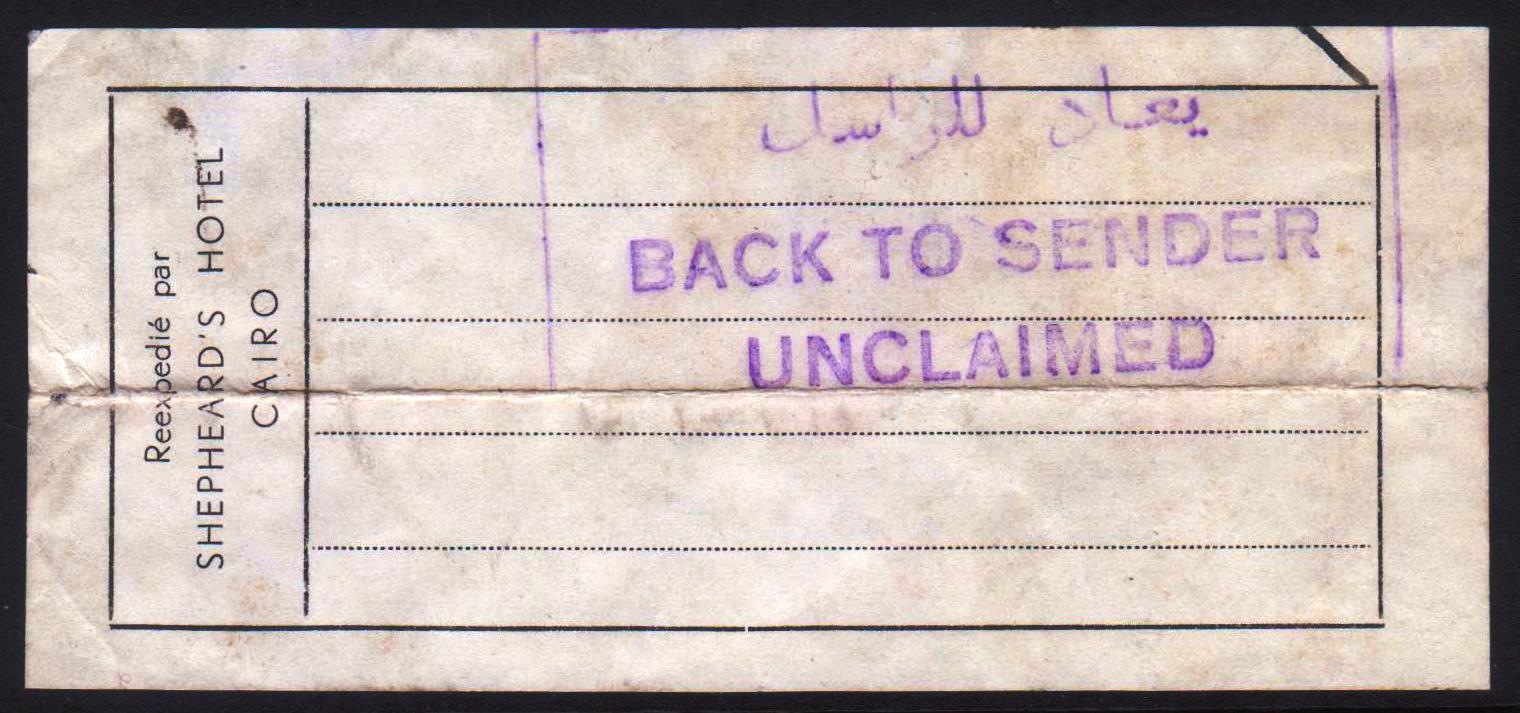 Reexpedié par
SHEPHEARD'S HOTEL
CAIRO
يعاد للراسل
BACK TO SENDER
UNCLAIMED